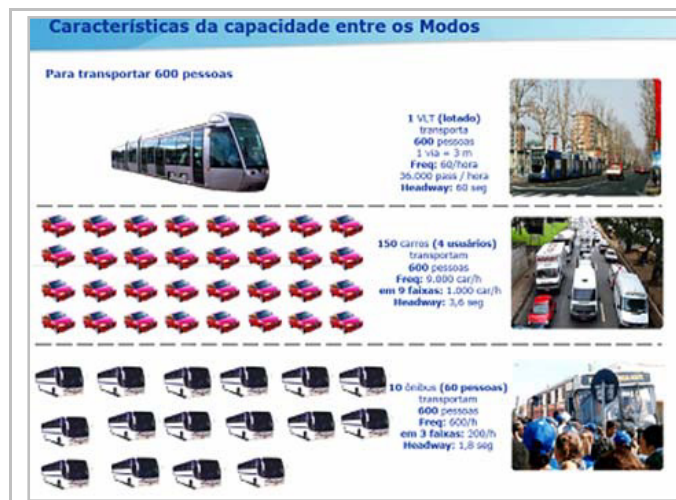 Características da capacidade entre os Modos
Para transportar 600 pessoas
1 VLT (lotado)
transporta
600 pessoas
1 via = 3 m
Freq: 60/hora
36.000 pass / hora
Headway: 60 seg
150 carros (4 usuários)
transportam
600 pessoas
Freq: 9.000 car/h
em 9 faixas: 1.000 car/h
Headway: 3,6 seg
10 ônibus (60 pessoas)
transportam
600 pessoas
Freq: 600/h
em 3 faixas: 200/h
Headway: 1,8 seg